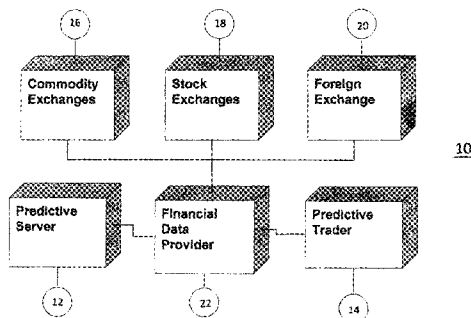 16
18
20
Commodity
Exchanges
Stock
Exchanges
Foreign
Exchange
10
Predictive
Server
Financial
Data
Provider
Predictive
Trader
12
22
14